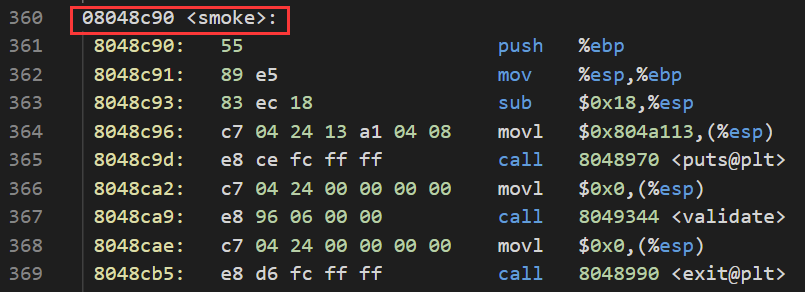 360 08048c90 <smoke>:
361 8048c90: 55 push %ebp
362 8048c91: 89 e5 mov %esp,%ebp
363 8048c93: 83 ec 18 sub $0x18,%esp
364 8048c96: c7 04 24 13 a1 04 08 movl $0x804a113,(%esp)
365 8048c9d: e8 ce fc ff ff call 8048970 <puts@plt>
366 8048ca2: c7 04 24 00 00 00 00 movl $0x0,(%esp)
367 8048ca9: e8 96 06 00 00 call 8049344 <validate>
368 8048cae: c7 04 24 00 00 00 00 movl $0x0,(%esp)
369 8048cb5: e8 d6 fc ff ff call 8048990 <exit@plt>